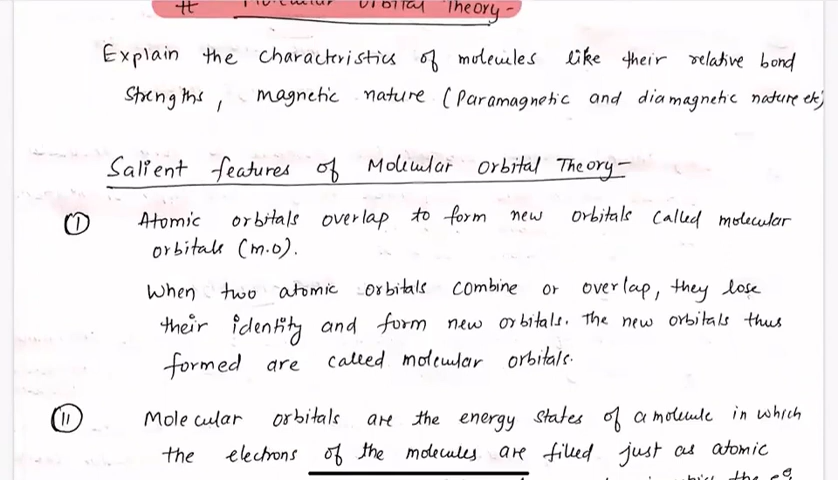 # Molecular Orbital Theory-
Explain the characteristics of molecules like their relative bond
strengths, magnetic nature (Paramagnetic and diamagnetic nature etc)
Salient features of Molecular Orbital Theory-
I Atomic orbitals overlap to form new orbitals called molecular
orbitals (m.o).
When two atomic orbitals combine or overlap, they lose
their identity and form new orbitals. The new orbitals thus
formed are called molecular orbitals.
II Molecular orbitals are the energy states of a molecule in which
the electrons of the molecules are filled just as atomic
the